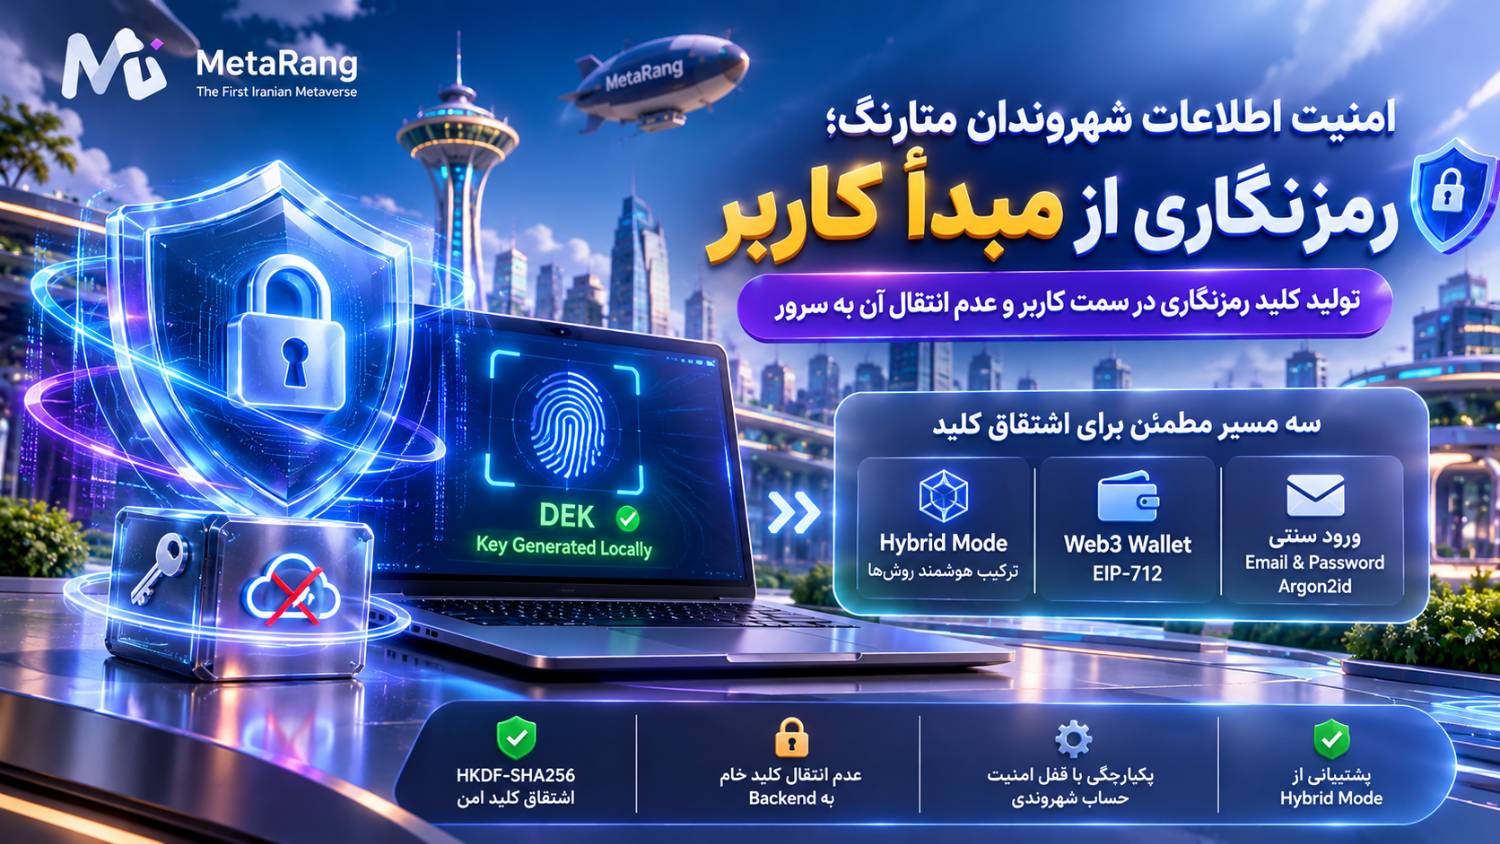 MetaRang
The First Iranian Metaverse
MetaRang
امنیت اطلاعات شهروندان متارنگ؛
رمزنگاری از مبدأ کاربر
تولید کلید رمزنگاری در سمت کاربر و عدم انتقال آن به سرور
DEK
Key Generated Locally
سه مسیر مطمئن برای اشتقاق کلید
ورود سنتی
Email & Password
Argon2id
Web3 Wallet
EIP-712
Hybrid Mode
ترکیب هوشمند روش‌ها
پشتیبانی از
Hybrid Mode
پکپارچگی با قفل امنیت
حساب شهروندی
عدم انتقال کلید خام
به Backend
HKDF-SHA256
اشتقاق کلید امن